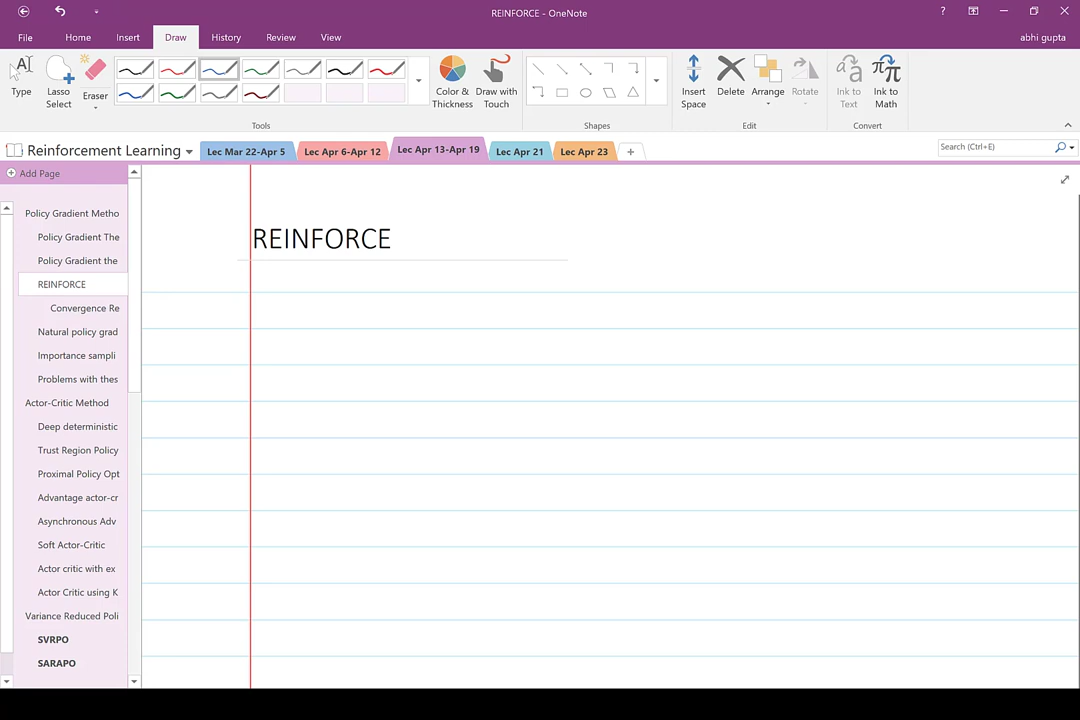 REINFORCE - OneNote
?
File Home Insert Draw History Review View
abhi gupta
Type
Lasso Select
Eraser
Color & Thickness
Draw with Touch
Insert Space
Delete
Arrange
Rotate
Ink to Text
Ink to Math
Tools
Shapes
Edit
Convert
Reinforcement Learning
Lec Mar 22-Apr 5
Lec Apr 6-Apr 12
Lec Apr 13-Apr 19
Lec Apr 21
Lec Apr 23
Search (Ctrl+E)
Add Page
Policy Gradient Metho
Policy Gradient The
Policy Gradient the
REINFORCE
Convergence Re
Natural policy grad
Importance sampli
Problems with thes
Actor-Critic Method
Deep deterministic
Trust Region Policy
Proximal Policy Opt
Advantage actor-cr
Asynchronous Adv
Soft Actor-Critic
Actor critic with ex
Actor Critic using K
Variance Reduced Poli
SVRPO
SARAPO
REINFORCE